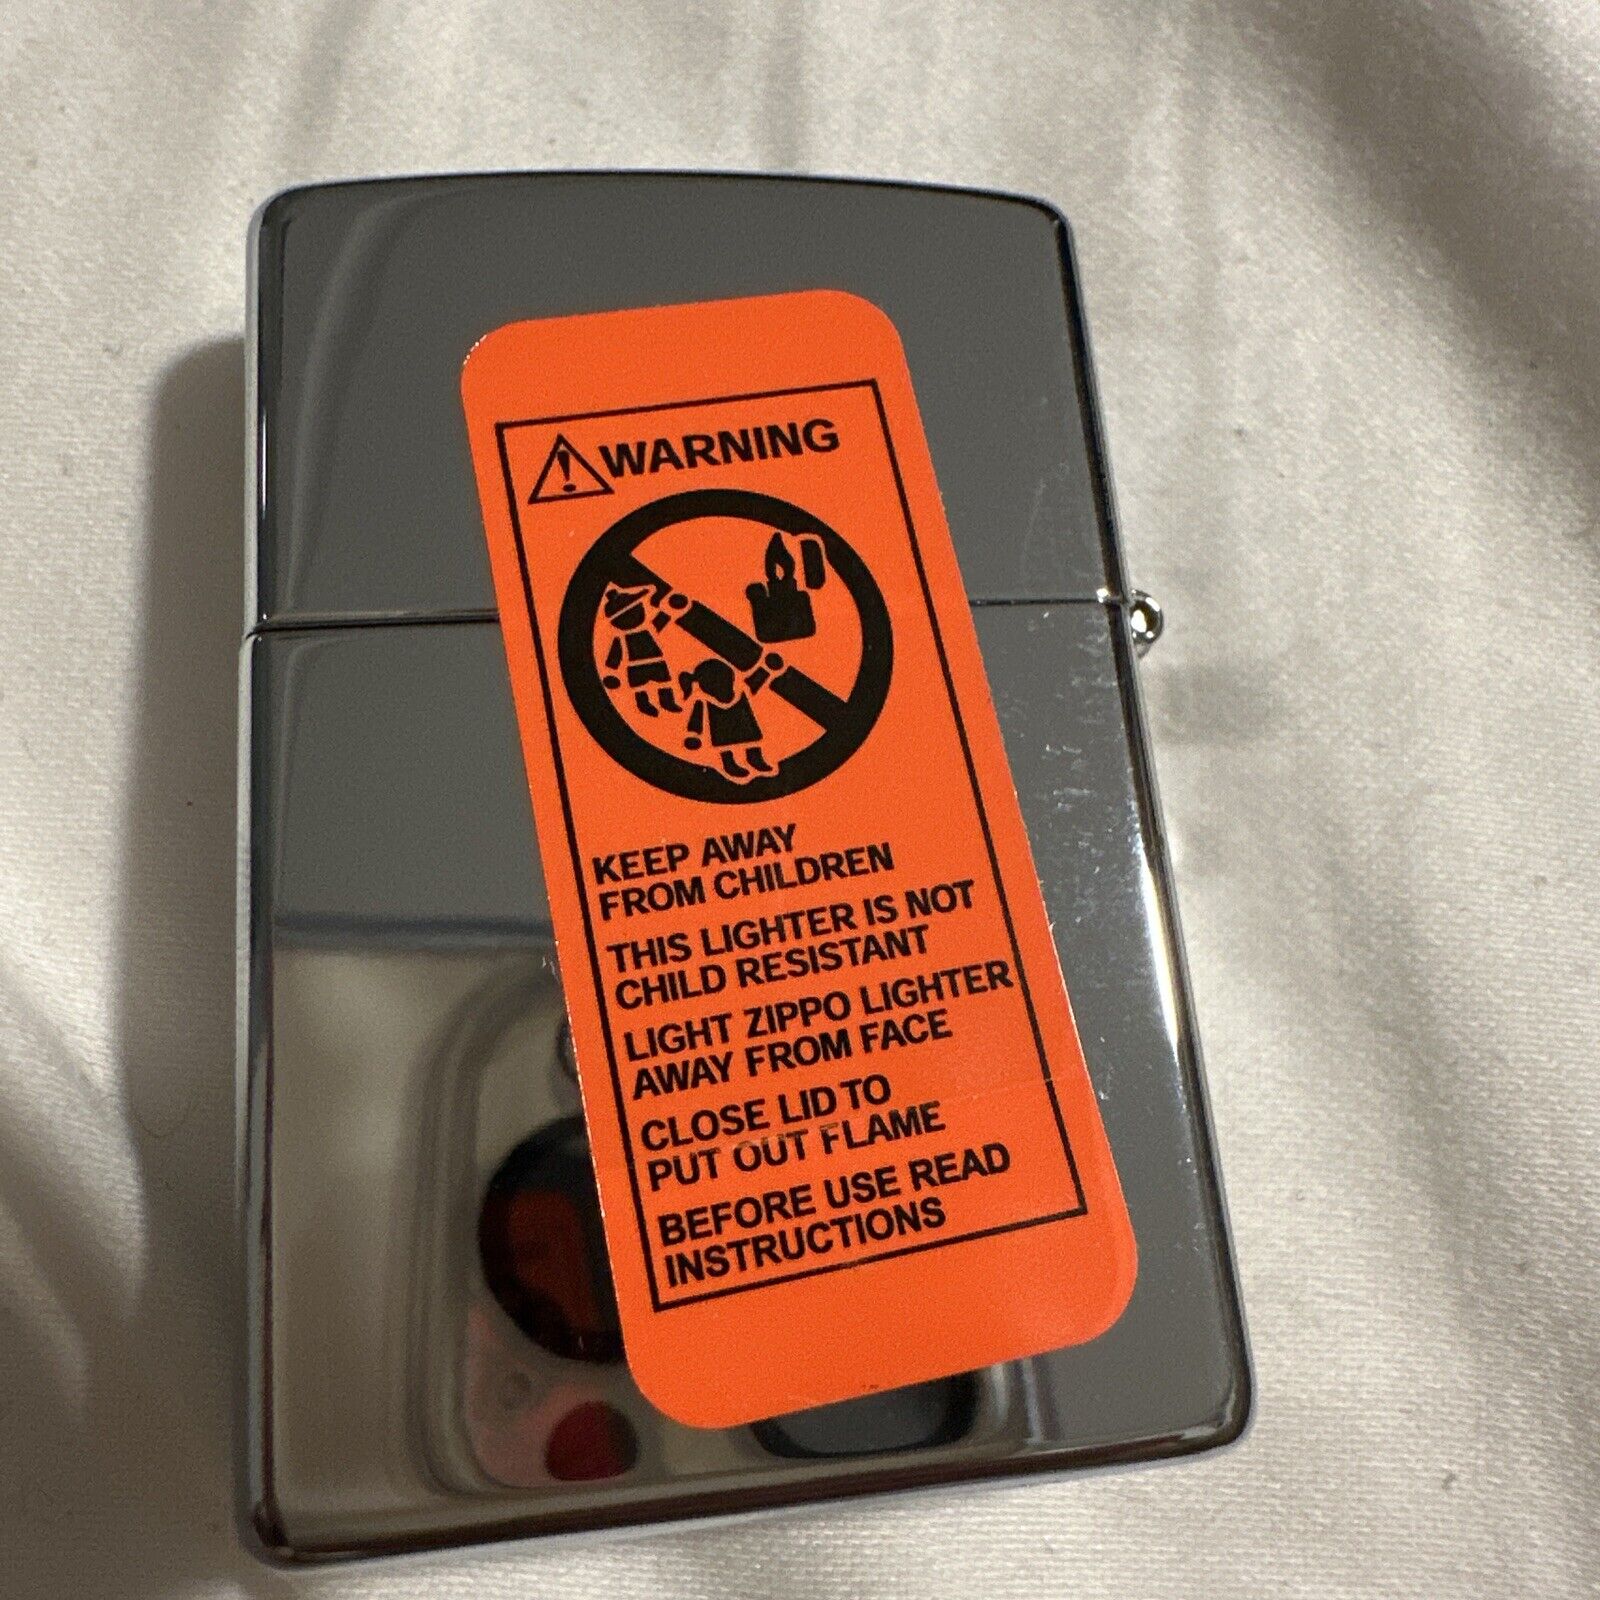 WARNING
KEEP AWAY
FROM CHILDREN
THIS LIGHTER IS NOT
CHILD RESISTANT
LIGHT ZIPPO LIGHTER
AWAY FROM FACE
CLOSE LID TO
PUT OUT FLAME
BEFORE USE READ
INSTRUCTIONS